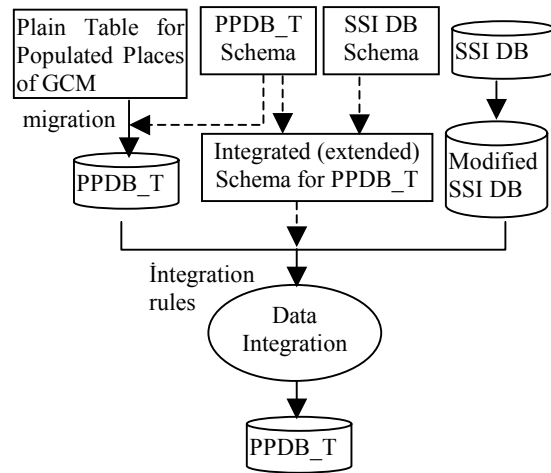 Plain Table for
Populated Places
of GCM
PPDB_T
Schema
SSI DB
Schema
SSI DB
migration
PPDB_T
Integrated (extended)
Schema for PPDB_T
Modified
SSI DB
İntegration
rules
Data
Integration
PPDB_T